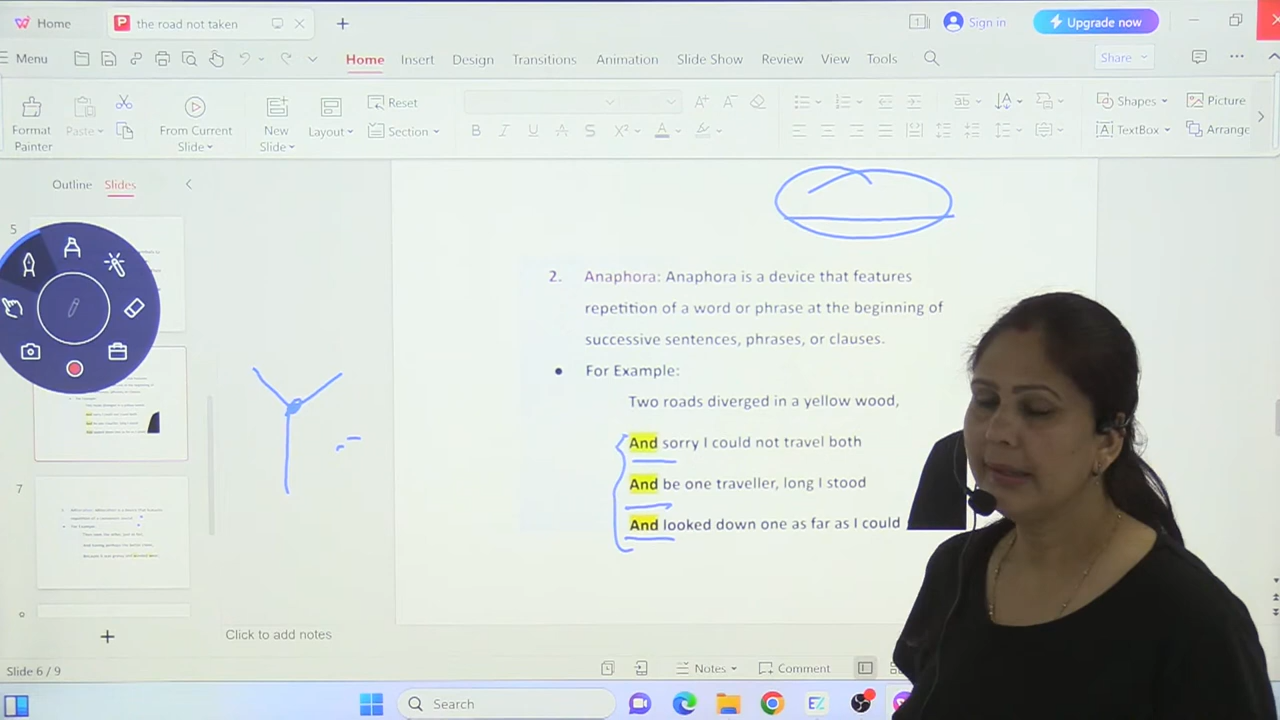 Home
the road not taken
1
Sign in
Upgrade now
Menu
Home
Insert
Design
Transitions
Animation
Slide Show
Review
View
Tools
Share
Format
Painter
Paste
From Current
Slide
New
Slide
Layout
Reset
Section
B I U A S X² A
Shapes
Picture
TextBox
Arrange
Outline
Slides
5
7
2. Anaphora: Anaphora is a device that features
repetition of a word or phrase at the beginning of
successive sentences, phrases, or clauses.
• For Example:
Two roads diverged in a yellow wood,
And sorry I could not travel both
And be one traveller, long I stood
And looked down one as far as I could
Click to add notes
Slide 6 / 9
Notes
Comment
Search
EZ